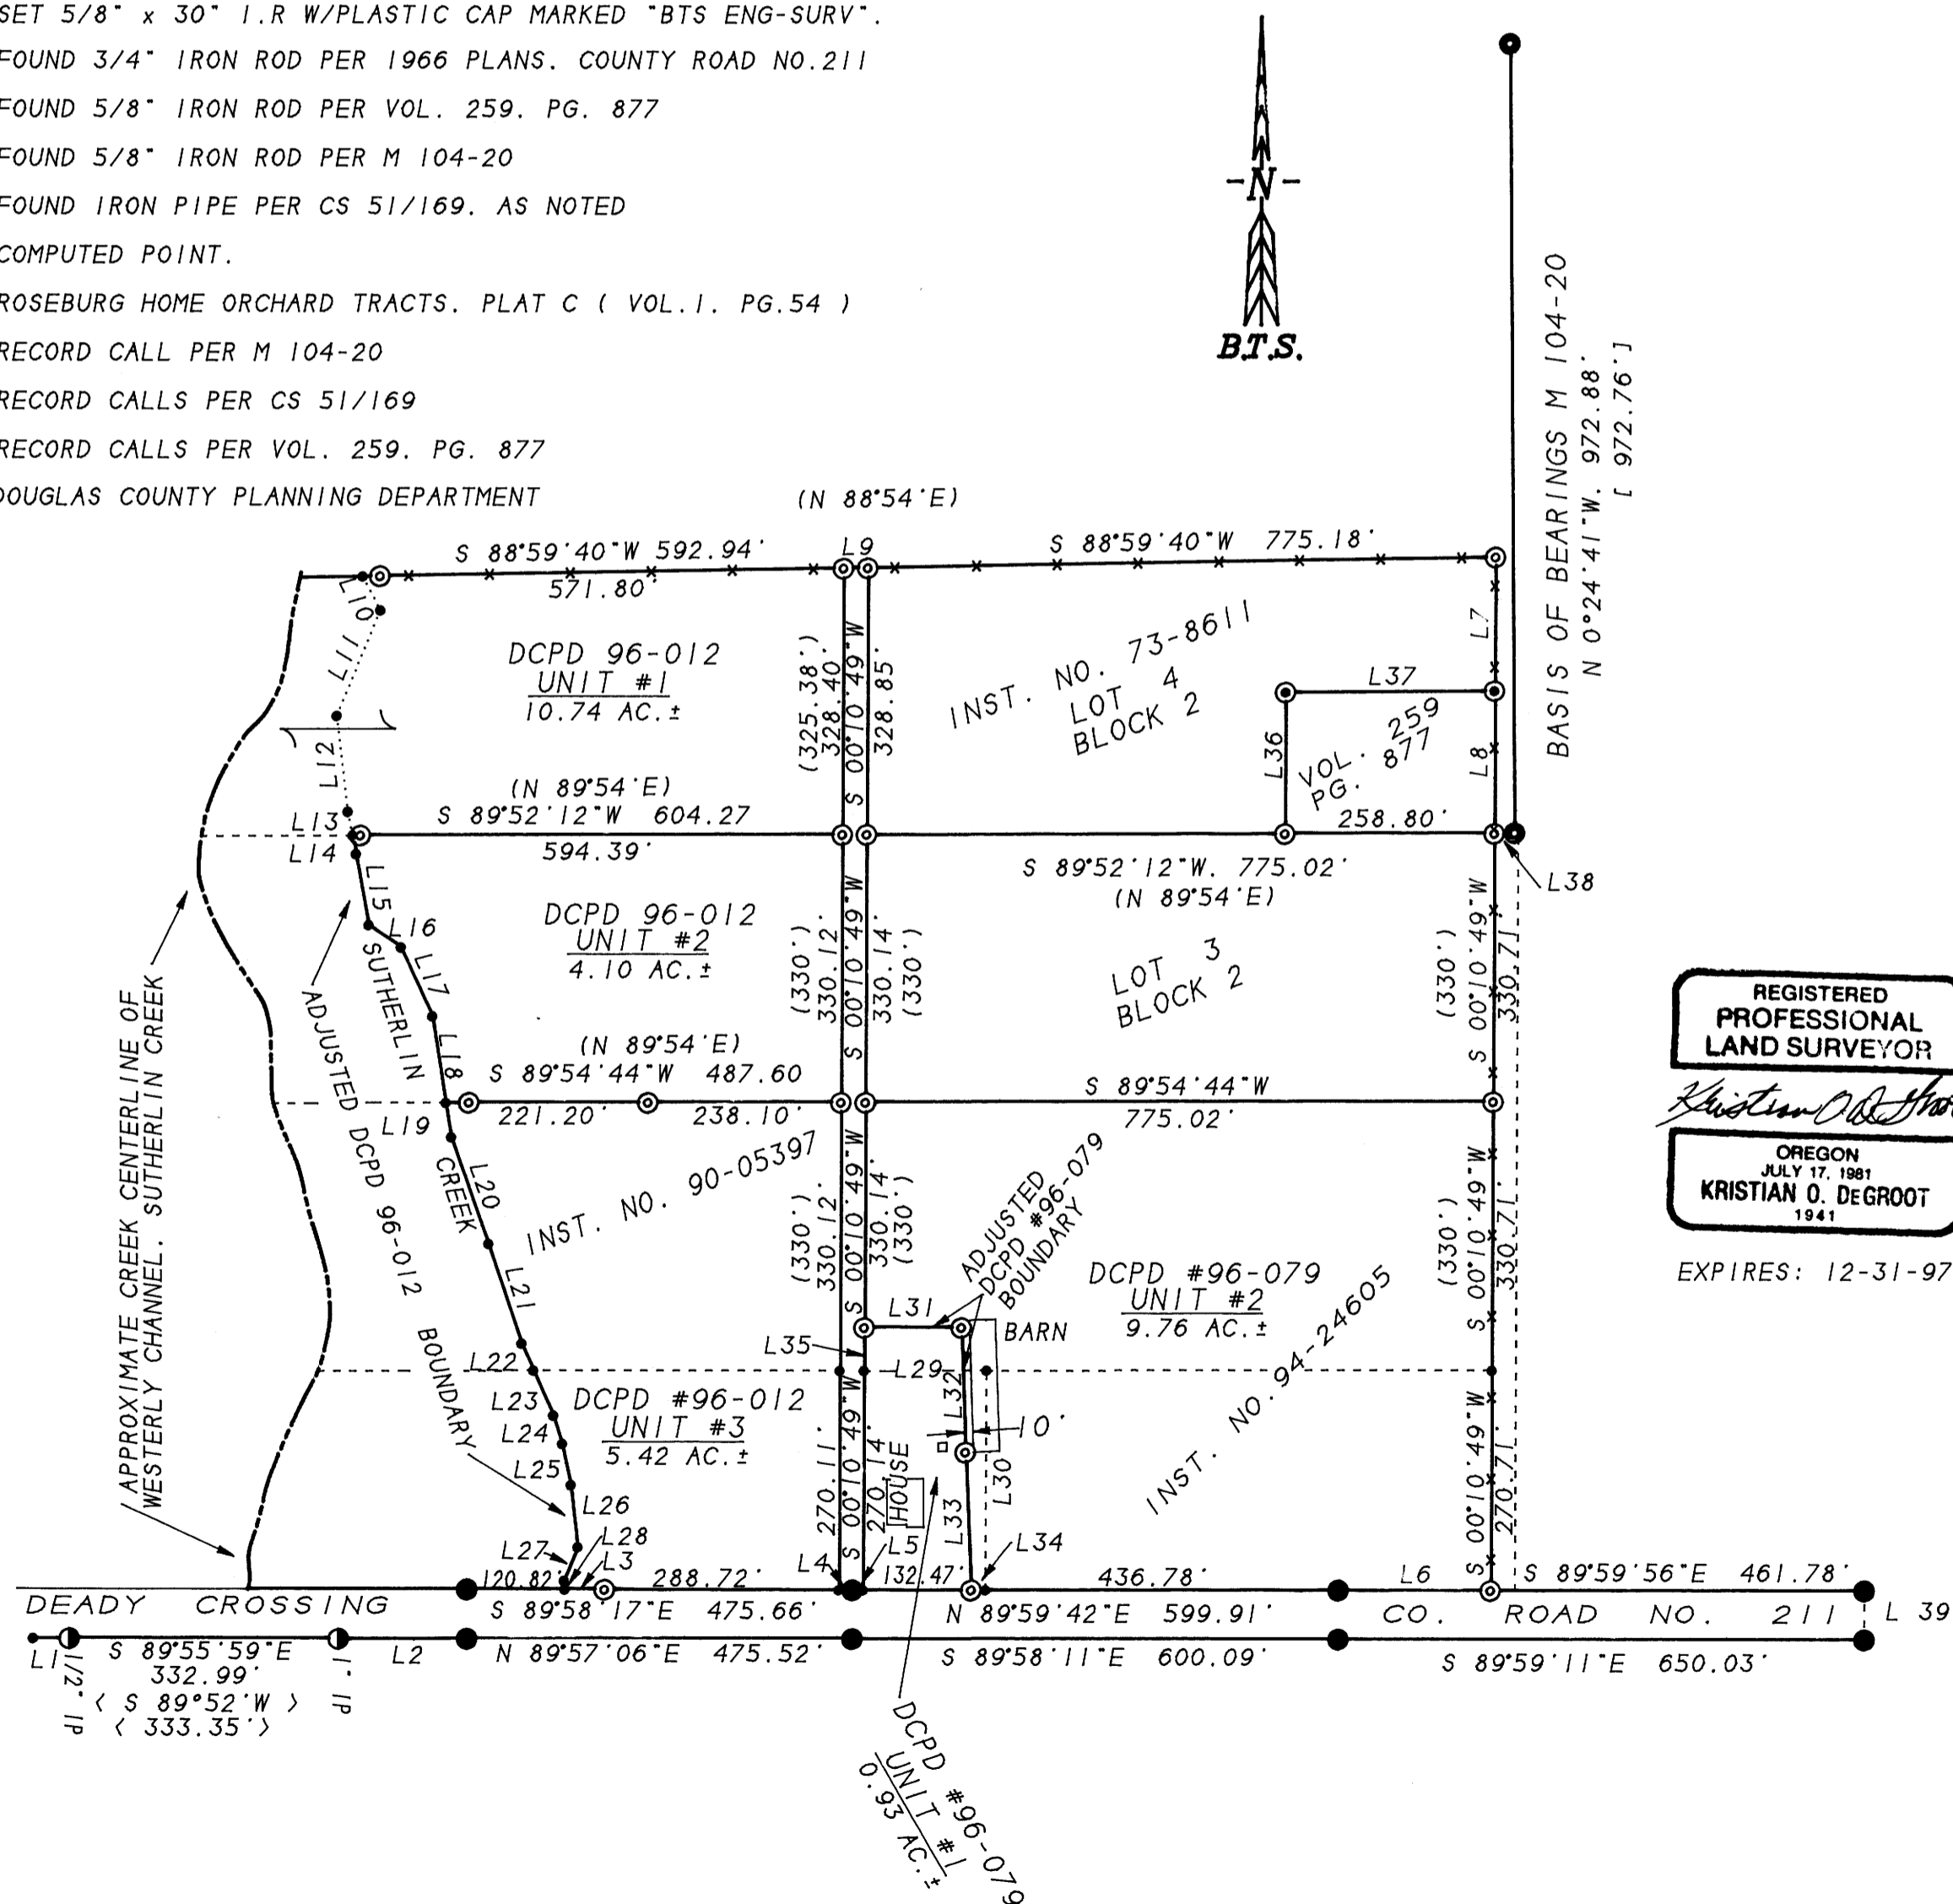 SET 5/8" x 30" I.R W/PLASTIC CAP MARKED "BTS ENG-SURV".
FOUND 3/4" IRON ROD PER 1966 PLANS. COUNTY ROAD NO.211
FOUND 5/8" IRON ROD PER VOL. 259. PG. 877
FOUND 5/8" IRON ROD PER M 104-20
FOUND IRON PIPE PER CS 51/169. AS NOTED
COMPUTED POINT.
ROSEBURG HOME ORCHARD TRACTS. PLAT C ( VOL.1. PG.54 )
RECORD CALL PER M 104-20
RECORD CALLS PER CS 51/169
RECORD CALLS PER VOL. 259. PG. 877
DOUGLAS COUNTY PLANNING DEPARTMENT
-N-
B.T.S.
BASIS OF BEARINGS M 104-20
N 0°24'41"W. 972.88'
[ 972.76'.]
(N 88°54'E)
S 88°59'40"W 592.94'
L9
S 88°59'40"W 775.18'
571.80'
L10
L11
L12
L13
L14
DCPD 96-012
UNIT #1
10.74 AC.±
(325.38')
328.40'
S 00°10'49"W
328.85'
INST. NO. 73-8611
LOT 4
BLOCK 2
L7
L37
L36
L8
VOL. 259
PG. 877
258.80'
(N 89°54'E)
S 89°52'12"W 604.27
594.39'
S 89°52'12"W. 775.02'
(N 89°54'E)
L38
L15
L16
L17
L18
L19
DCPD 96-012
UNIT #2
4.10 AC.±
(330.')
330.12'
S 00°10'49"W
330.14'
(330.')
LOT 3
BLOCK 2
(330.')
S 00°10'49"W
330.71'
(N 89°54'E)
S 89°54'44"W 487.60
221.20'
238.10'
S 89°54'44"W
775.02'
APPROXIMATE CREEK CENTERLINE OF
WESTERLY CHANNEL. SUTHERLIN CREEK
ADJUSTED DCPD 96-012 BOUNDARY
SUTHERLIN CREEK
L20
L21
L22
L23
L24
L25
L26
L27
L28
L3
INST. NO. 90-05397
(330.')
330.12'
S 00°10'49"W
330.14'
(330.')
ADJUSTED
DCPD #96-079
BOUNDARY
DCPD #96-079
UNIT #2
9.76 AC.±
(330.')
S 00°10'49"W
330.71'
L31
BARN
L35
L29
L32
10'
L30
L33
L34
INST. NO. 94-24605
DCPD #96-012
UNIT #3
5.42 AC.±
270.11'
S 00°10'49"W
270.14'
HOUSE
S 00°10'49"W
270.71'
L4
L5
120.82'
288.72'
132.47'
436.78'
L6
S 89°59'56"E 461.78'
DEADY CROSSING
S 89°58'17"E 475.66'
N 89°59'42"E 599.91'
CO. ROAD NO. 211
L 39
L1
1/2" IP
S 89°55'59"E
332.99'
< S 89°52'W >
< 333.35'>
1" IP
L2
N 89°57'06"E 475.52'
S 89°58'11"E 600.09'
S 89°59'11"E 650.03'
DCPD #96-079
UNIT #1
0.93 AC.±
REGISTERED
PROFESSIONAL
LAND SURVEYOR
OREGON
JULY 17, 1981
KRISTIAN O. DEGROOT
1941
EXPIRES: 12-31-97